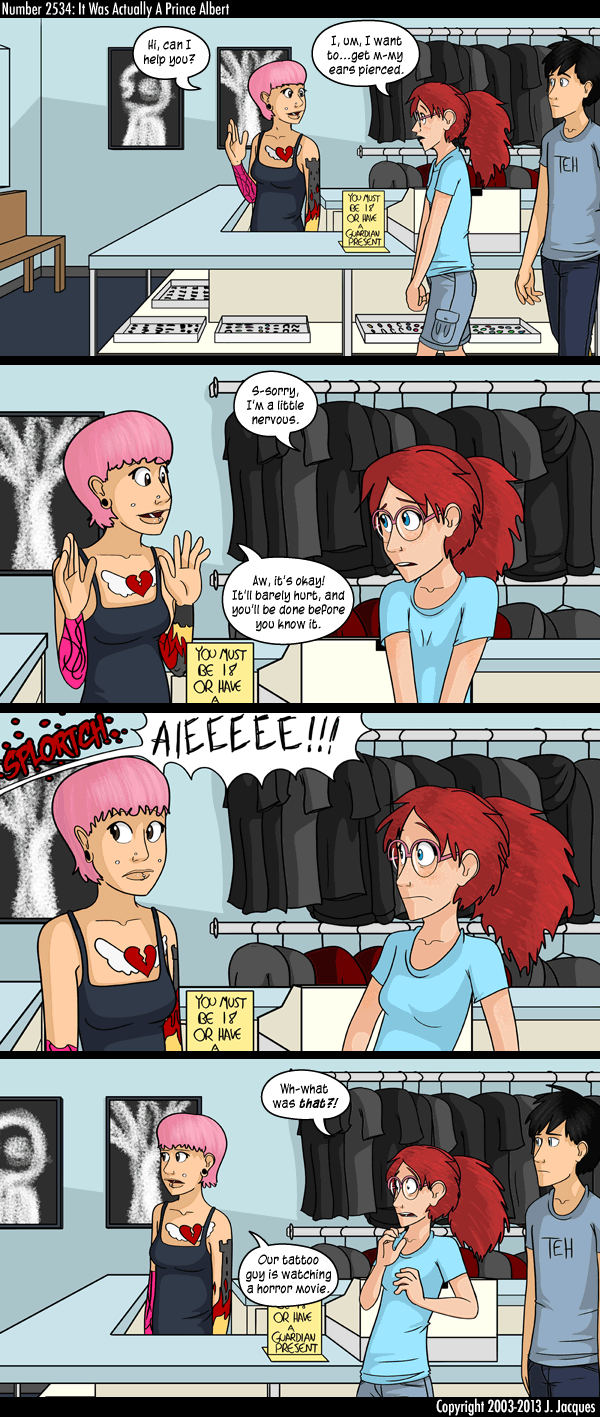 Number 2534: It Was Actually A Prince Albert
Hi, can I
help you?
I, um, I want
to...get m-my
ears pierced.
TEH
YOU MUST
BE 18
OR HAVE
A
GUARDIAN
PRESENT
S-sorry,
I'm a little
nervous.
Aw, it's okay!
It'll barely hurt, and
you'll be done before
you know it.
YOU MUST
BE 18
OR HAVE
A
SPLORTCH
AIEEEEE!!!
YOU MUST
BE 18
OR HAVE
A
Wh-what
was that?!
TEH
Our tattoo
guy is watching
a horror movie.
BE 18
OR HAVE
A
GUARDIAN
PRESENT
Copyright 2003-2013 J. Jacques